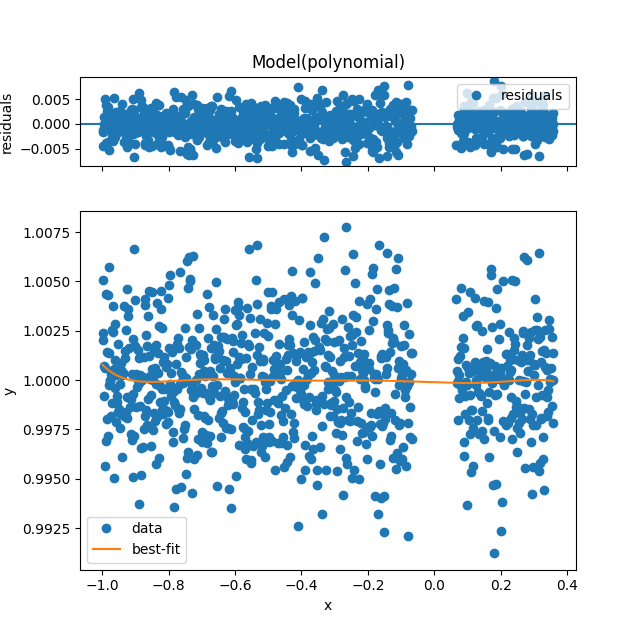 Model(polynomial)
residuals
0.005
0.000
−0.005
residuals
y
1.0075
1.0050
1.0025
1.0000
0.9975
0.9950
0.9925
data
best-fit
−1.0 −0.8 −0.6 −0.4 −0.2 0.0 0.2 0.4
x